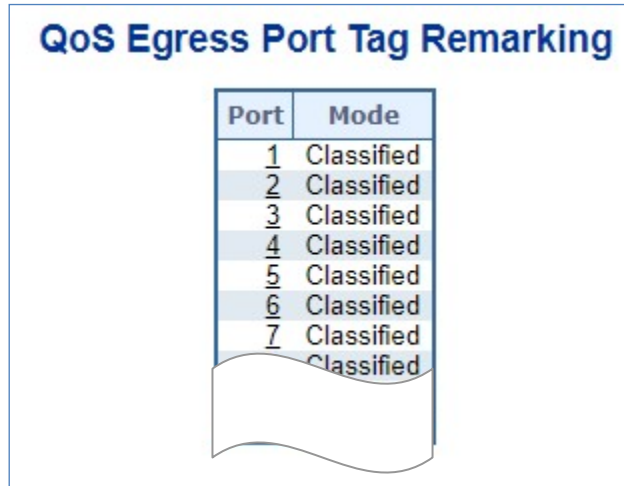 QoS Egress Port Tag Remarking
Port Mode
1 Classified
2 Classified
3 Classified
4 Classified
5 Classified
6 Classified
7 Classified
Classified